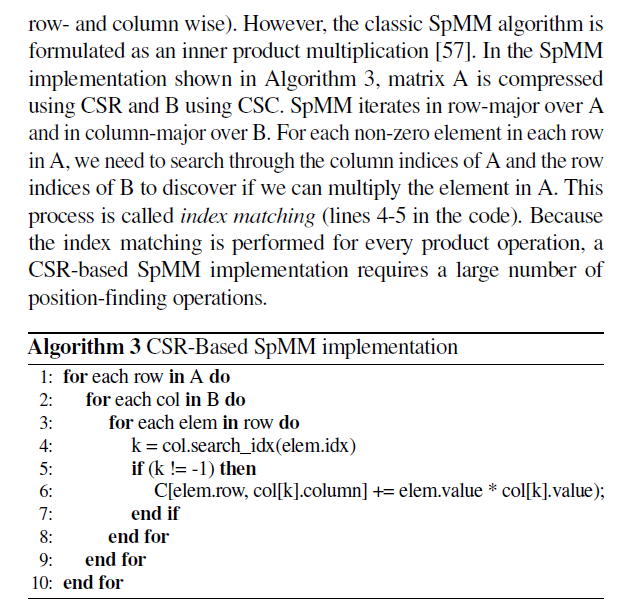 row- and column wise). However, the classic SpMM algorithm is
formulated as an inner product multiplication [57]. In the SpMM
implementation shown in Algorithm 3, matrix A is compressed
using CSR and B using CSC. SpMM iterates in row-major over A
and in column-major over B. For each non-zero element in each row
in A, we need to search through the column indices of A and the row
indices of B to discover if we can multiply the element in A. This
process is called index matching (lines 4-5 in the code). Because
the index matching is performed for every product operation, a
CSR-based SpMM implementation requires a large number of
position-finding operations.
Algorithm 3 CSR-Based SpMM implementation
1: for each row in A do
2: for each col in B do
3: for each elem in row do
4: k = col.search_idx(elem.idx)
5: if (k != -1) then
6: C[elem.row, col[k].column] += elem.value * col[k].value);
7: end if
8: end for
9: end for
10: end for